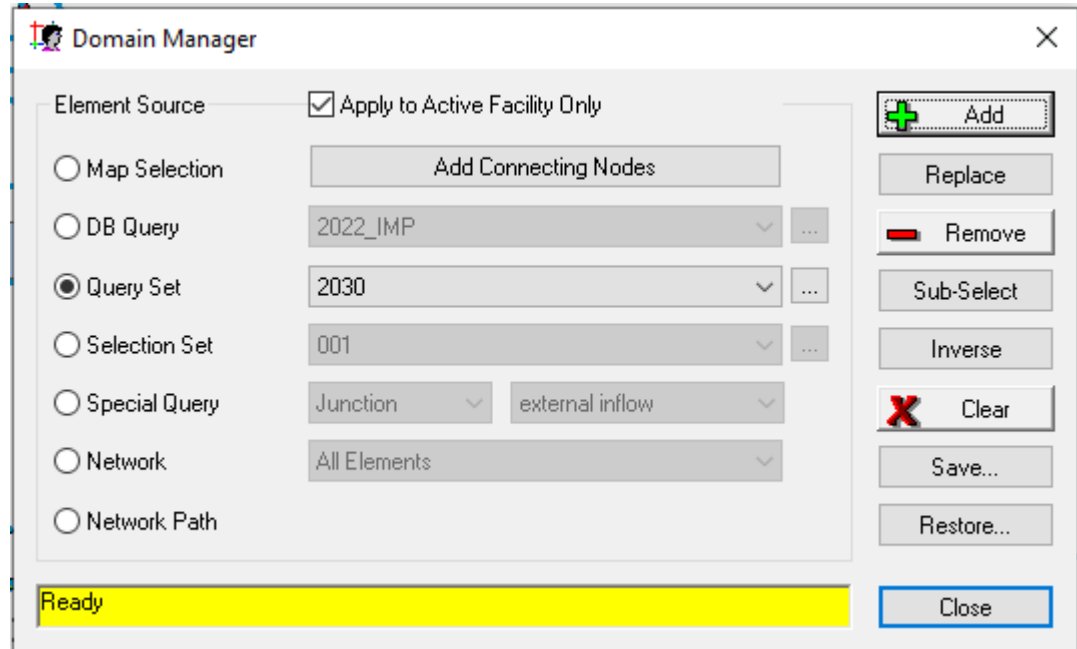 Domain Manager
Element Source
Apply to Active Facility Only
Add
Map Selection
Add Connecting Nodes
Replace
DB Query
2022_IMP
...
Remove
Query Set
2030
...
Sub-Select
Selection Set
001
...
Inverse
Special Query
Junction
external inflow
Clear
Network
All Elements
Save...
Network Path
Restore...
Ready
Close